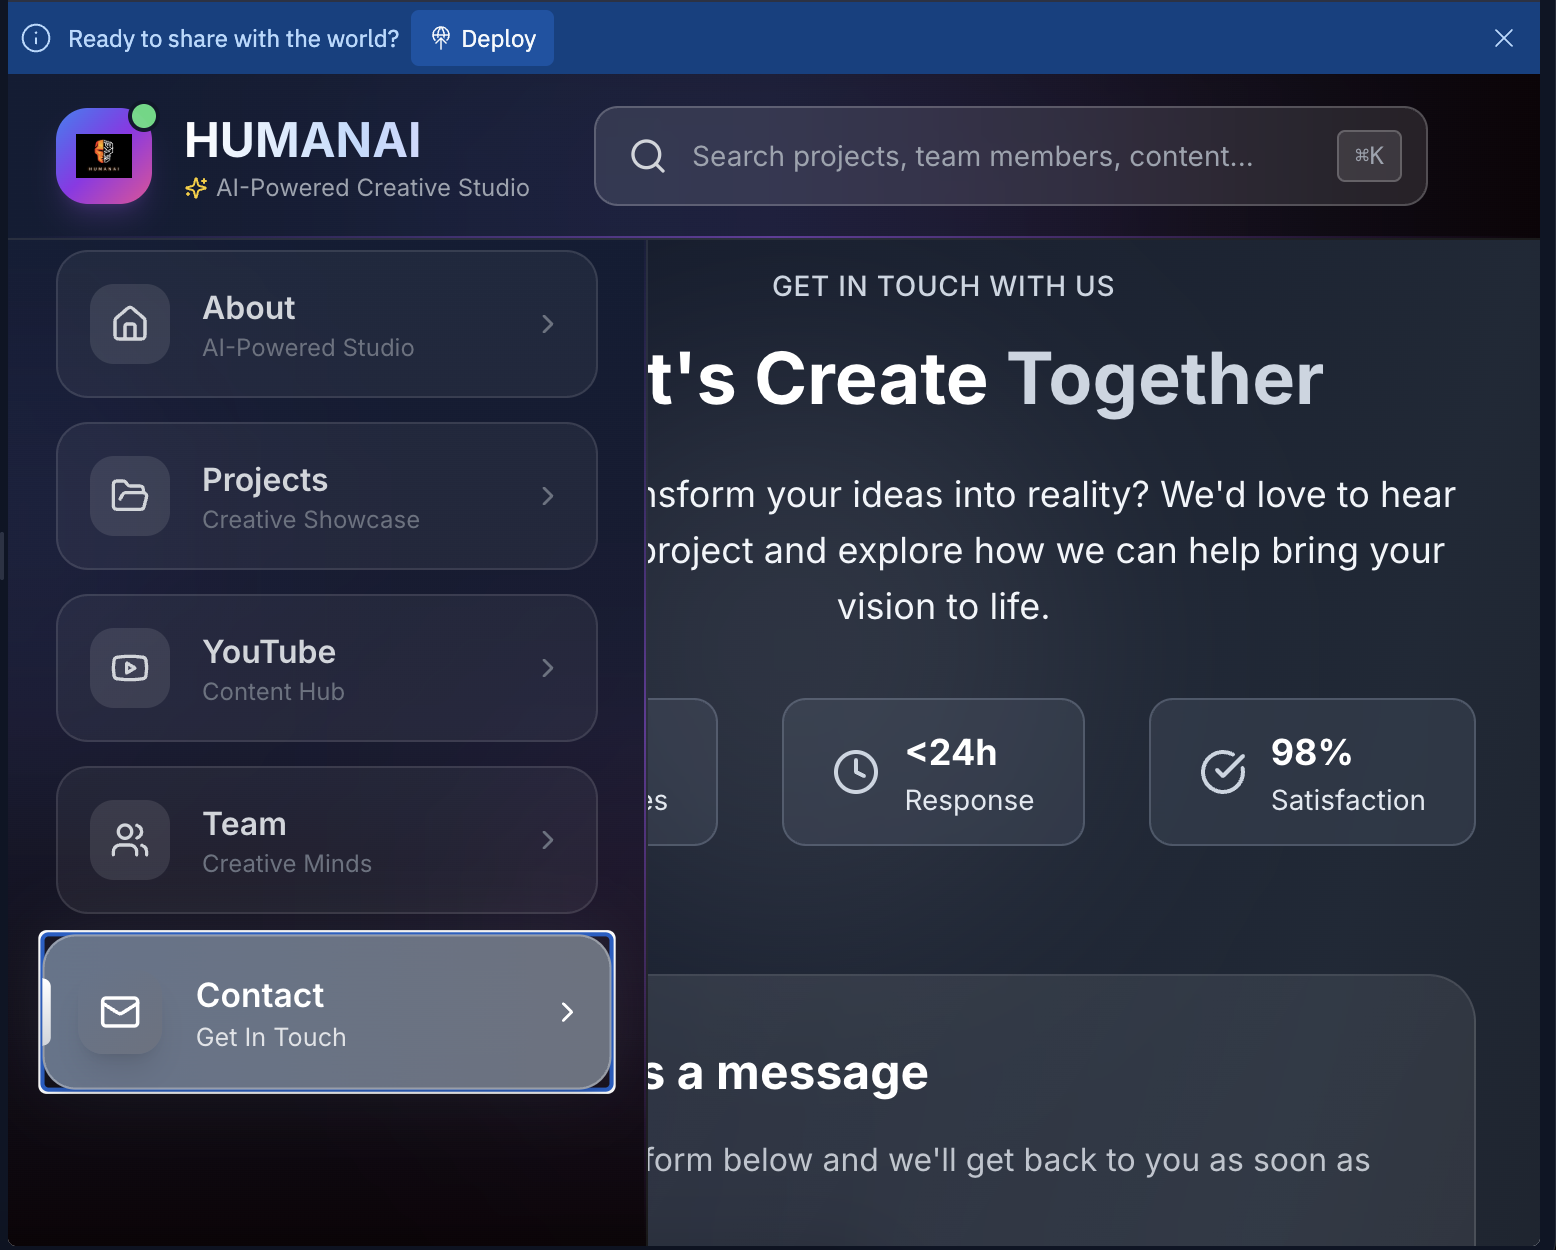 Ready to share with the world?
Deploy
HUMANAI
HUMANAI
AI-Powered Creative Studio
Search projects, team members, content...
⌘K
About
AI-Powered Studio
Projects
Creative Showcase
YouTube
Content Hub
Team
Creative Minds
Contact
Get In Touch
GET IN TOUCH WITH US
t's Create Together
nsform your ideas into reality? We'd love to hear
project and explore how we can help bring your
vision to life.
es
<24h
Response
98%
Satisfaction
s a message
form below and we'll get back to you as soon as